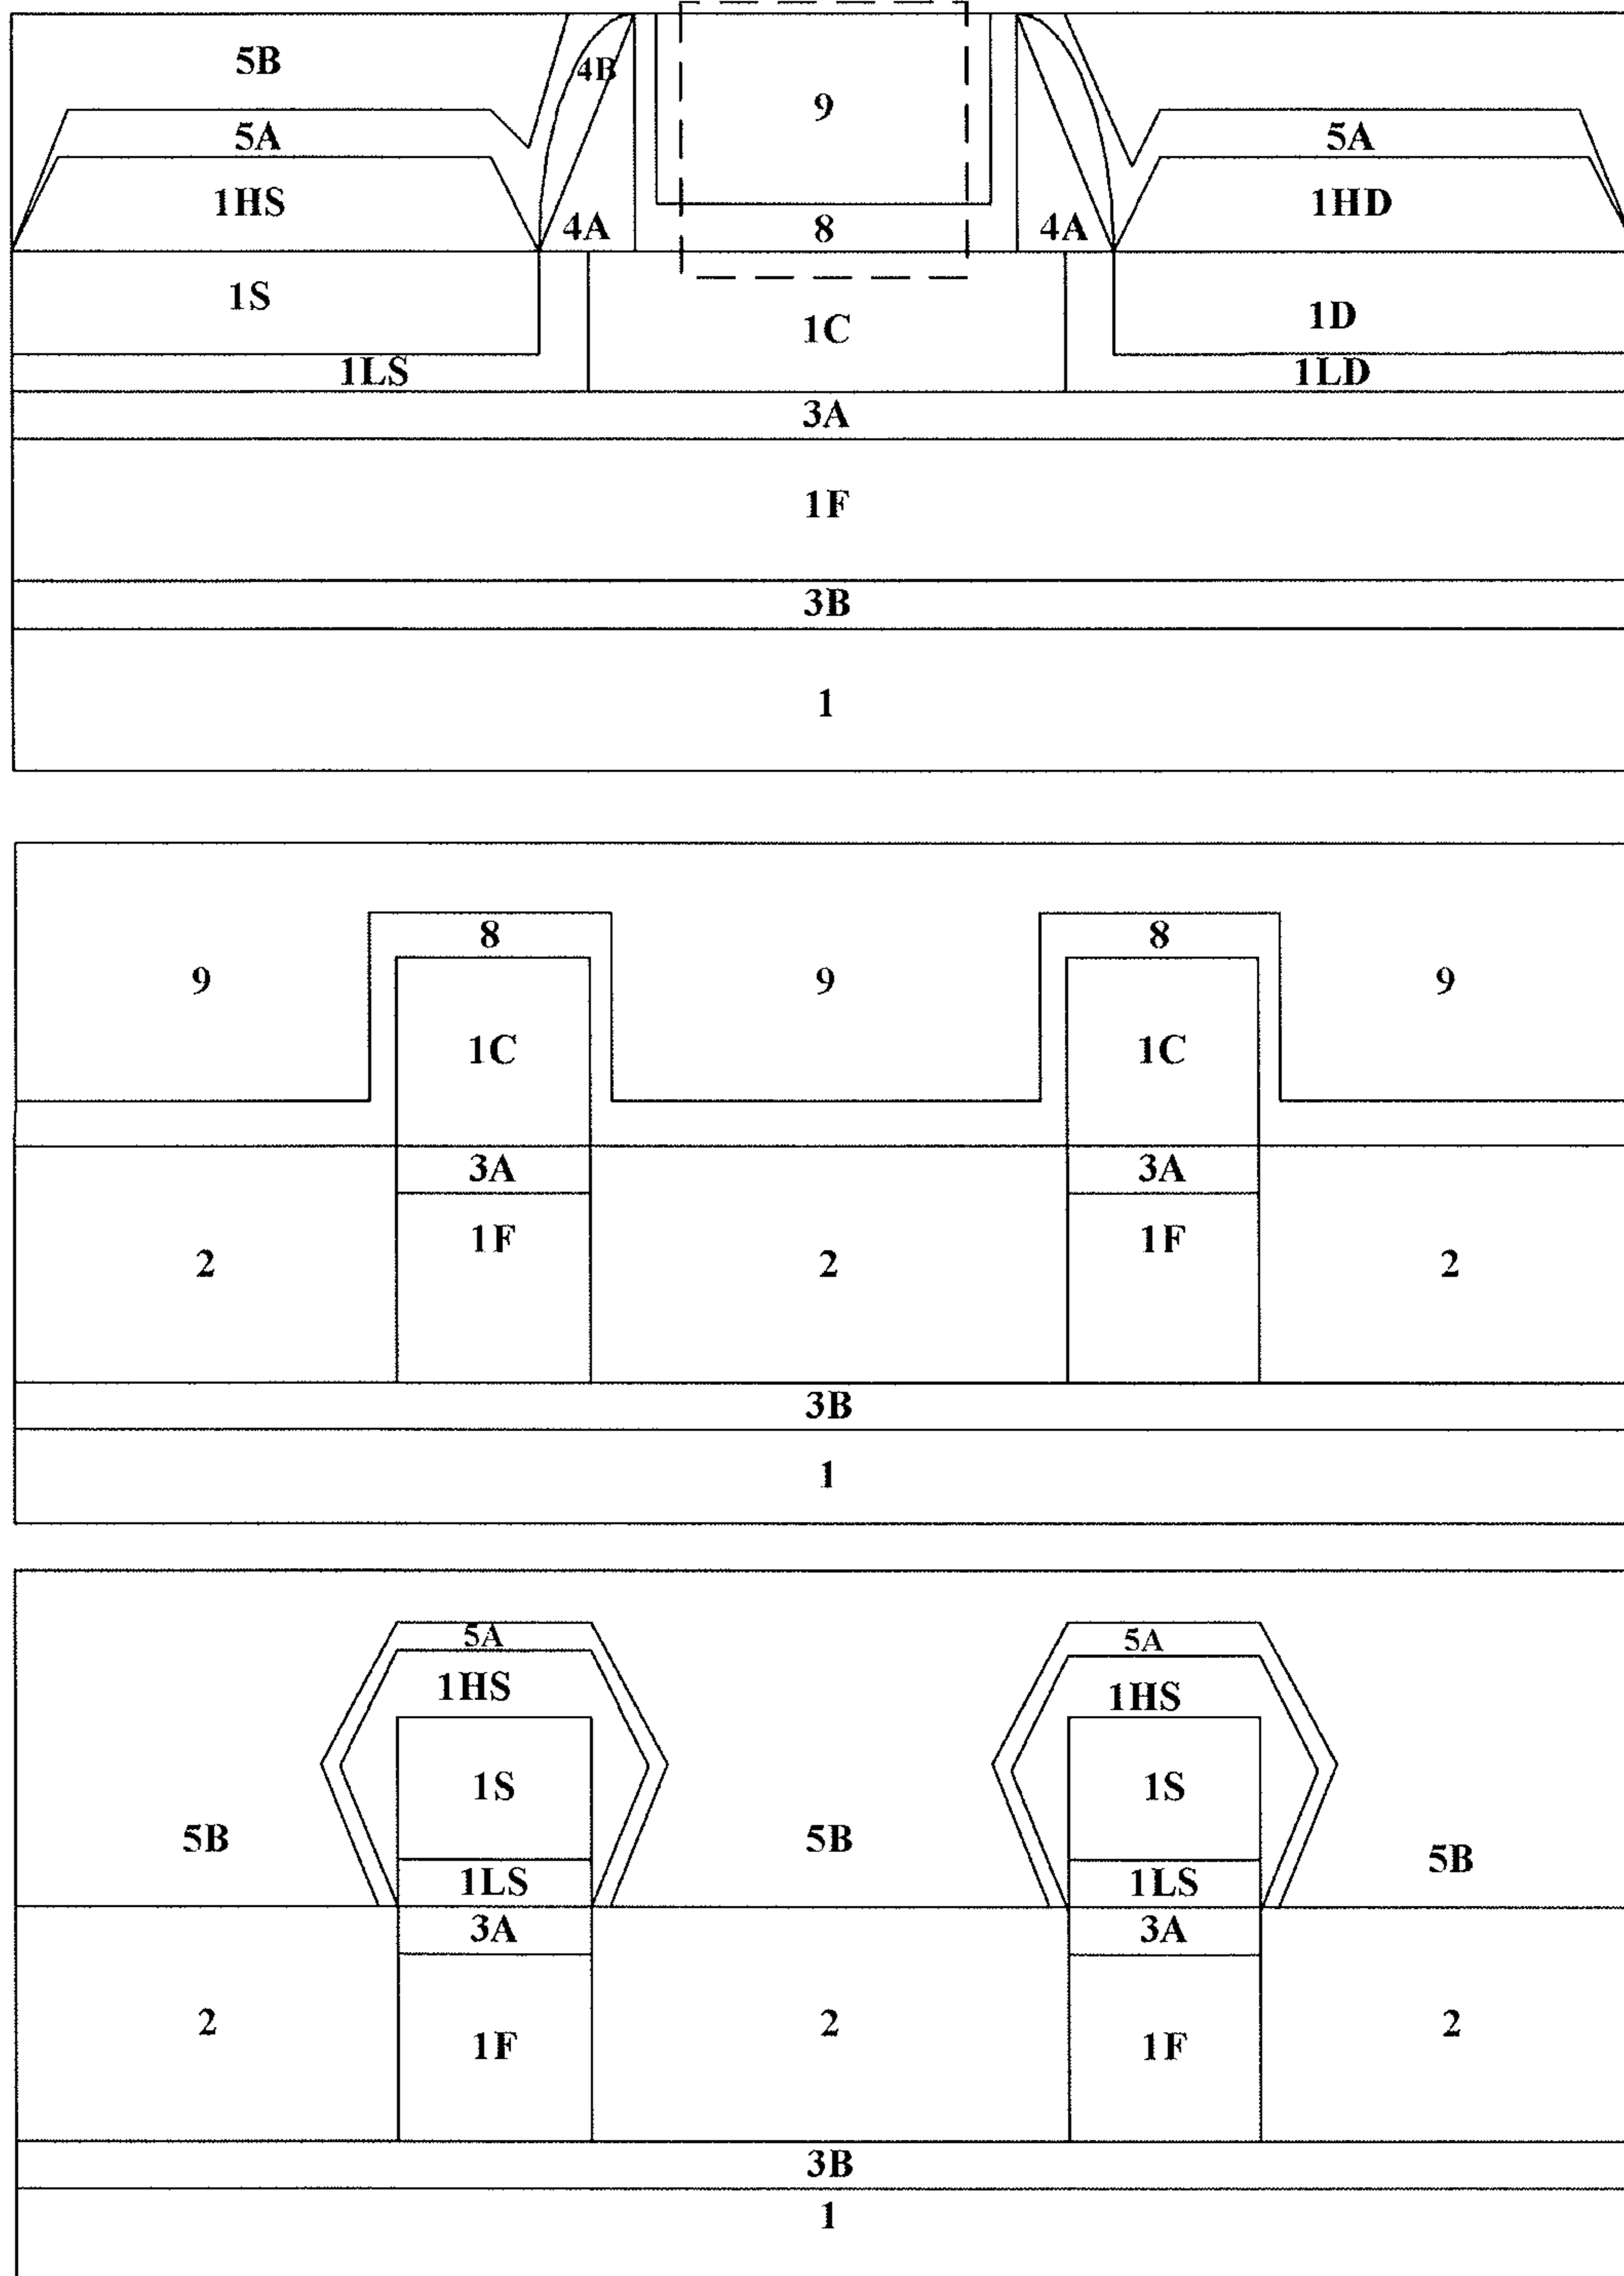 5B 4B 9
5A 5A
1HS 1HD
4A 8 4A
1S 1C 1D
1LS 1LD
3A
1F
3B
1
8 8
9 9 9
1C 1C
3A 3A
1F 1F
2 2 2
3B
1
5A 5A
1HS 1HS
1S 1S
5B 5B 5B
1LS 1LS
3A 3A
2 2 2
1F 1F
3B
1